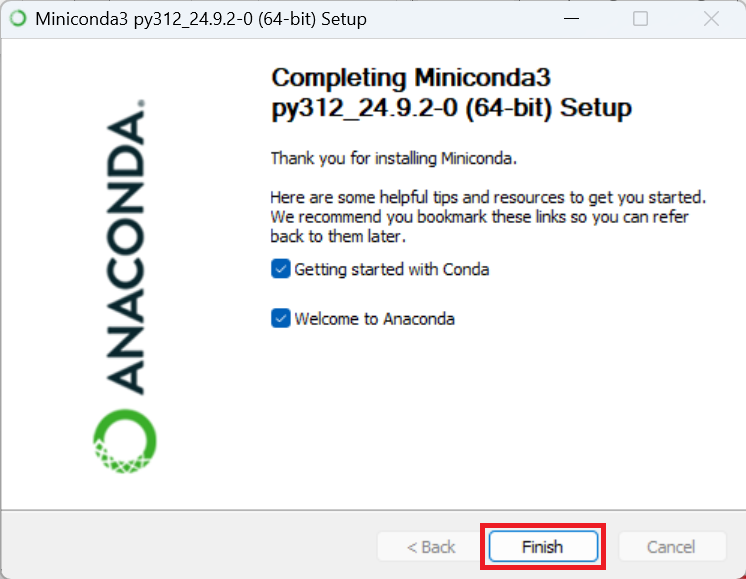 Miniconda3 py312_24.9.2-0 (64-bit) Setup
Completing Miniconda3
py312_24.9.2-0 (64-bit) Setup
Thank you for installing Miniconda.
Here are some helpful tips and resources to get you started.
We recommend you bookmark these links so you can refer
back to them later.
Getting started with Conda
Welcome to Anaconda
ANACONDA.
< Back
Finish
Cancel